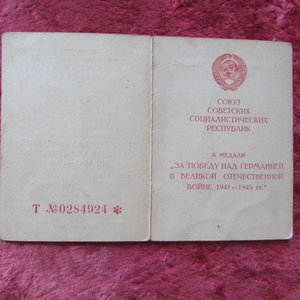 Т №0284924 *
СОЮЗ
СОВЕТСКИХ
СОЦИАЛИСТИЧЕСКИХ
РЕСПУБЛИК
К МЕДАЛИ
„ЗА ПОБЕДУ НАД ГЕРМАНИЕЙ
В ВЕЛИКОЙ ОТЕЧЕСТВЕННОЙ
ВОЙНЕ 1941—1945 гг."